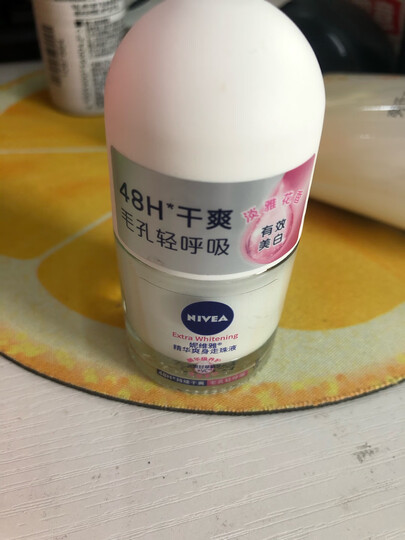 48H*干爽
毛孔轻呼吸
淡雅花香
有效
美白
NIVEA
Extra Whitening
妮维雅®
精华爽身走珠液